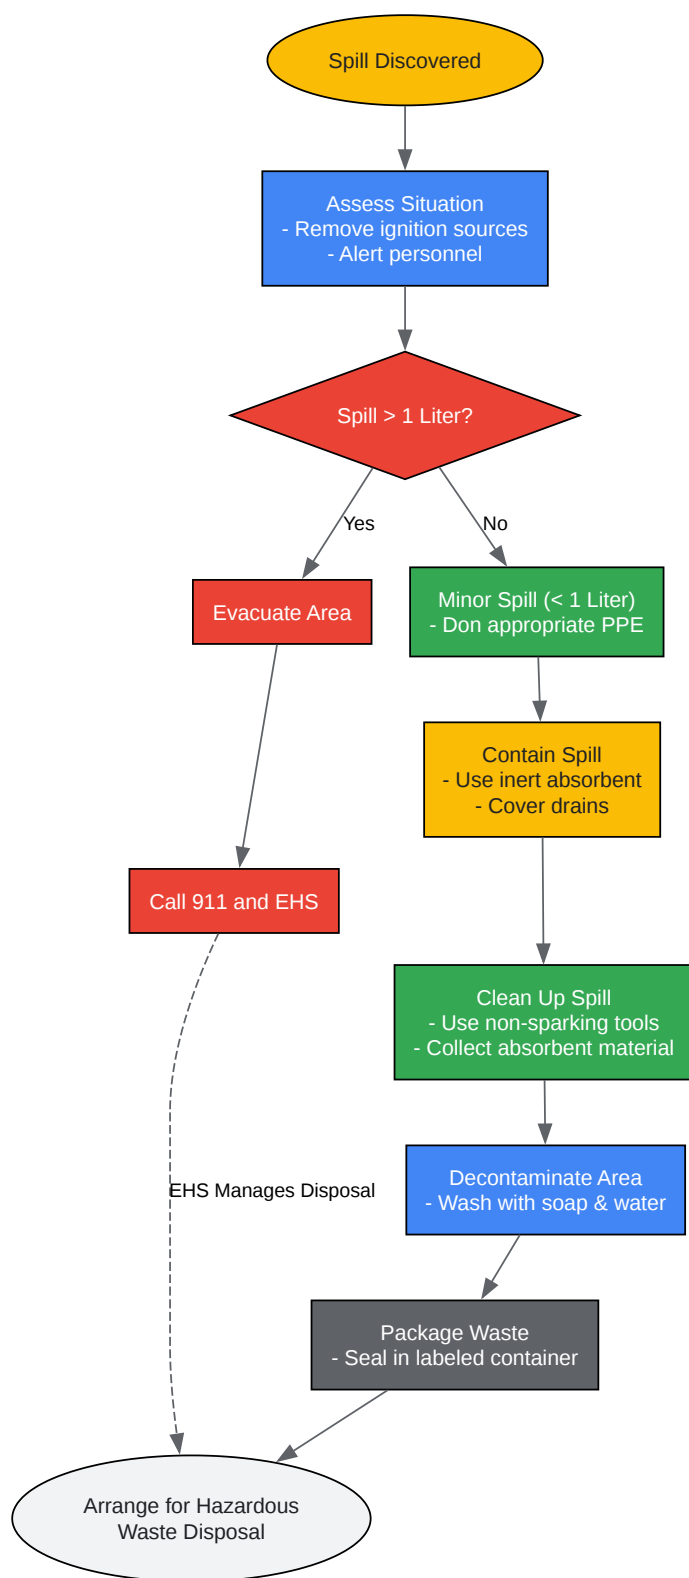 Spill Discovered
Assess Situation
- Remove ignition sources
- Alert personnel
Spill > 1 Liter?
Yes
No
Evacuate Area
Minor Spill (< 1 Liter)
- Don appropriate PPE
Contain Spill
- Use inert absorbent
- Cover drains
Call 911 and EHS
Clean Up Spill
- Use non-sparking tools
- Collect absorbent material
EHS Manages Disposal
Decontaminate Area
- Wash with soap & water
Package Waste
- Seal in labeled container
Arrange for Hazardous
Waste Disposal